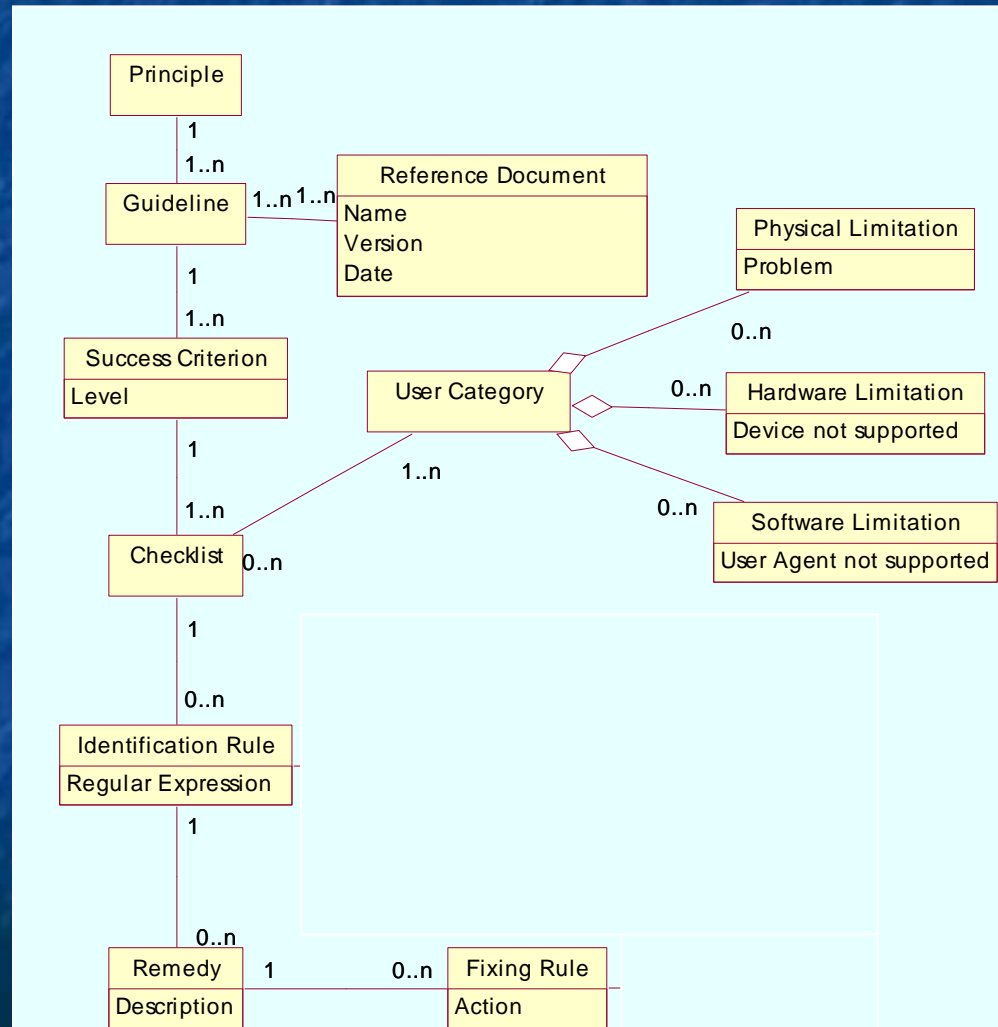 Principle
1
1..n
Guideline
1..n 1..n
Reference Document
Name
Version
Date
1
1..n
Success Criterion
Level
Physical Limitation
Problem
0..n
User Category
0..n
Hardware Limitation
Device not supported
0..n
Software Limitation
User Agent not supported
1..n
1
1..n
Checklist
0..n
1
0..n
Identification Rule
Regular Expression
1
0..n
Remedy
Description
1
0..n
Fixing Rule
Action